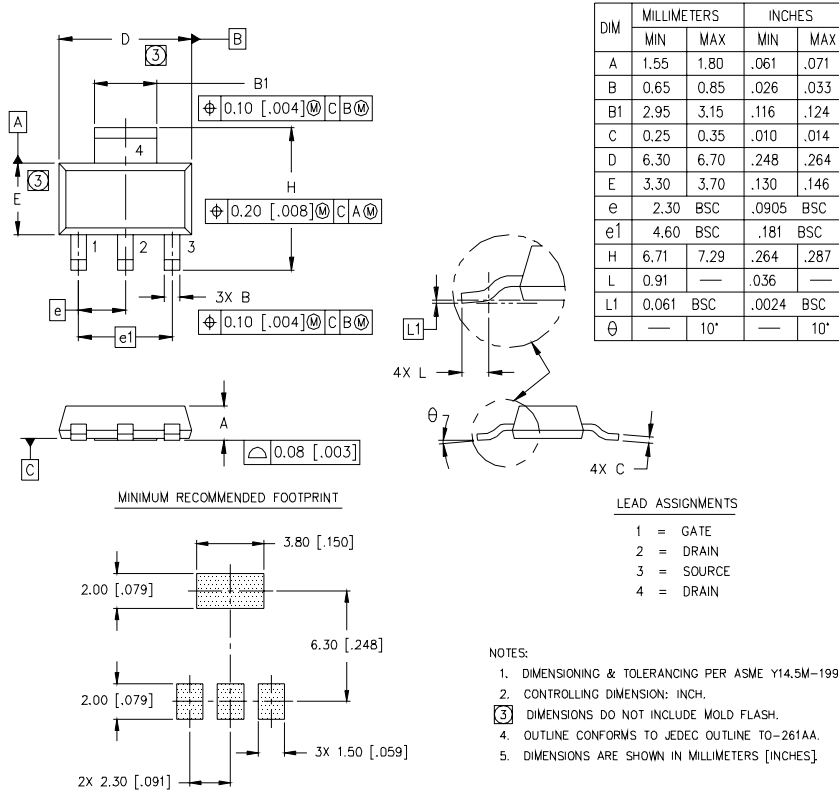 D
B
3
B1
⌖ 0.10 [.004]Ⓜ C BⓂ
A
4
E
3
H
⌖ 0.20 [.008]Ⓜ C AⓂ
1 2 3
e
3X B
e1
⌖ 0.10 [.004]Ⓜ C BⓂ
L1
4X L
A
C
⌓ 0.08 [.003]
θ
4X C
DIM MILLIMETERS INCHES
MIN MAX MIN MAX
A 1.55 1.80 .061 .071
B 0.65 0.85 .026 .033
B1 2.95 3.15 .116 .124
C 0.25 0.35 .010 .014
D 6.30 6.70 .248 .264
E 3.30 3.70 .130 .146
e 2.30 BSC .0905 BSC
e1 4.60 BSC .181 BSC
H 6.71 7.29 .264 .287
L 0.91 — .036 —
L1 0.061 BSC .0024 BSC
θ — 10° — 10°
MINIMUM RECOMMENDED FOOTPRINT
3.80 [.150]
2.00 [.079]
6.30 [.248]
2.00 [.079]
3X 1.50 [.059]
2X 2.30 [.091]
LEAD ASSIGNMENTS
1 = GATE
2 = DRAIN
3 = SOURCE
4 = DRAIN
NOTES:
1. DIMENSIONING & TOLERANCING PER ASME Y14.5M-199
2. CONTROLLING DIMENSION: INCH.
3 DIMENSIONS DO NOT INCLUDE MOLD FLASH.
4. OUTLINE CONFORMS TO JEDEC OUTLINE TO-261AA.
5. DIMENSIONS ARE SHOWN IN MILLIMETERS [INCHES].